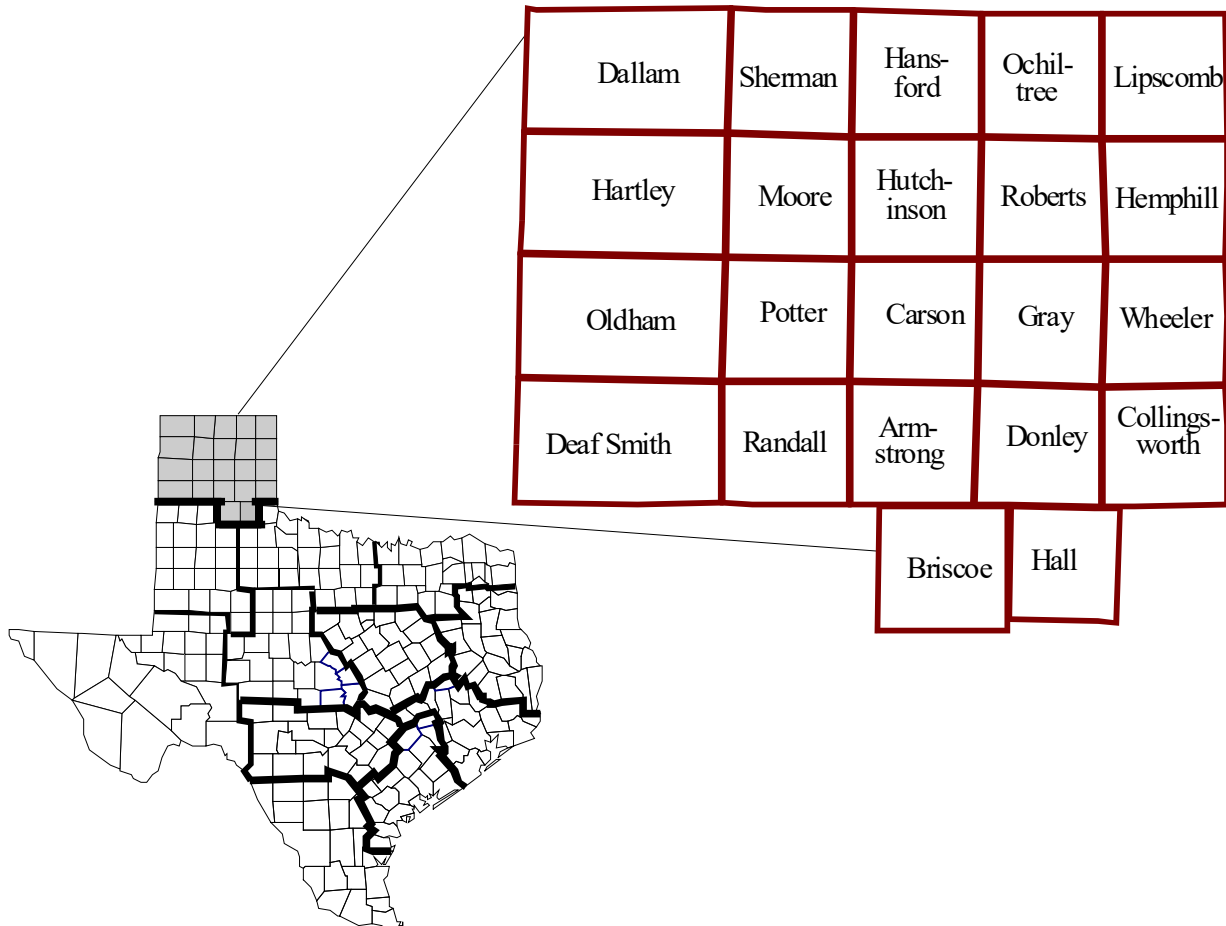 Dallam
Sherman
Hans-
ford
Ochil-
tree
Lipscomb
Hartley
Moore
Hutch-
inson
Roberts
Hemphill
Oldham
Potter
Carson
Gray
Wheeler
Deaf Smith
Randall
Arm-
strong
Donley
Collings-
worth
Briscoe
Hall